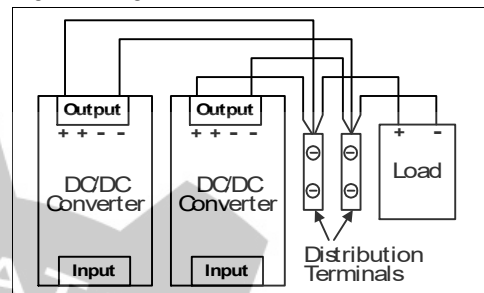 Output
+ + - -
DC/DC
Converter
Input
Output
+ + - -
DC/DC
Converter
Input
+ -
Load
Distribution
Terminals